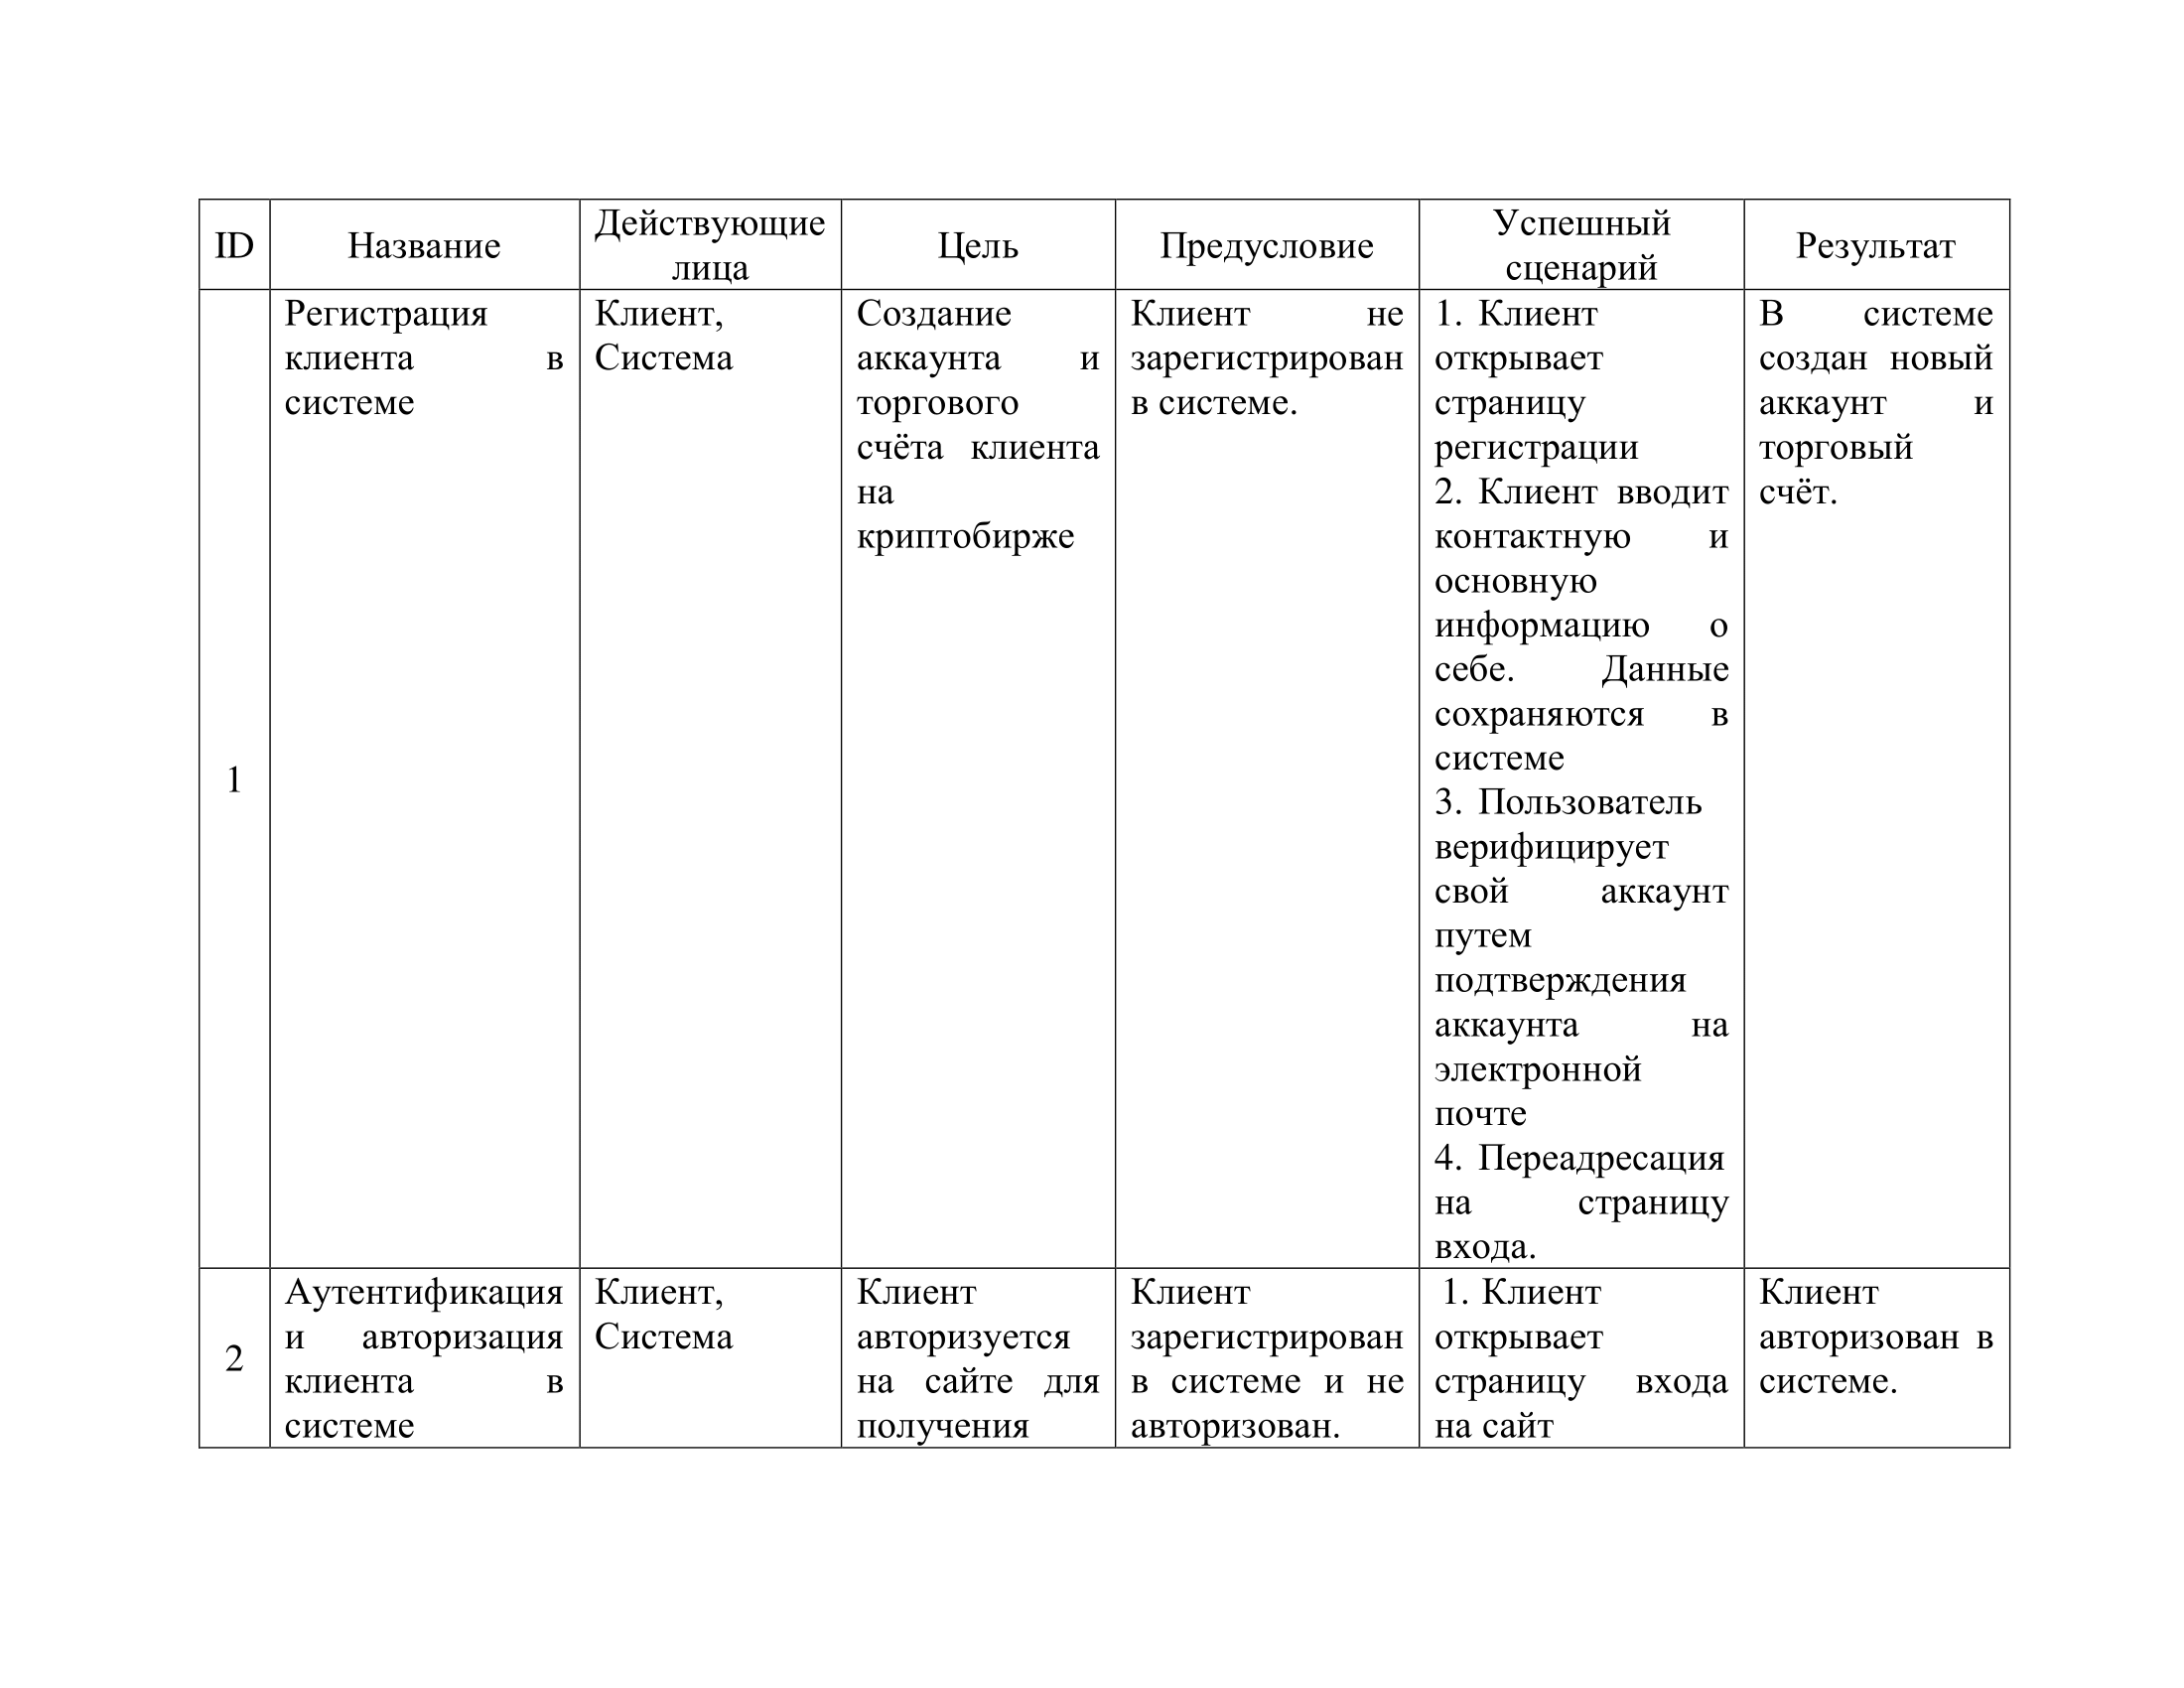 ID
Название
Действующие
лица
Цель
Предусловие
Успешный
сценарий
Результат
1
Регистрация
клиента в
системе
Клиент,
Система
Создание
аккаунта и
торгового
счёта клиента
на
криптобирже
Клиент не
зарегистрирован
в системе.
1. Клиент
открывает
страницу
регистрации
2. Клиент вводит
контактную и
основную
информацию о
себе. Данные
сохраняются в
системе
3. Пользователь
верифицирует
свой аккаунт
путем
подтверждения
аккаунта на
электронной
почте
4. Переадресация
на страницу
входа.
В системе
создан новый
аккаунт и
торговый
счёт.
2
Аутентификация
и авторизация
клиента в
системе
Клиент,
Система
Клиент
авторизуется
на сайте для
получения
Клиент
зарегистрирован
в системе и не
авторизован.
1. Клиент
открывает
страницу входа
на сайт
Клиент
авторизован в
системе.